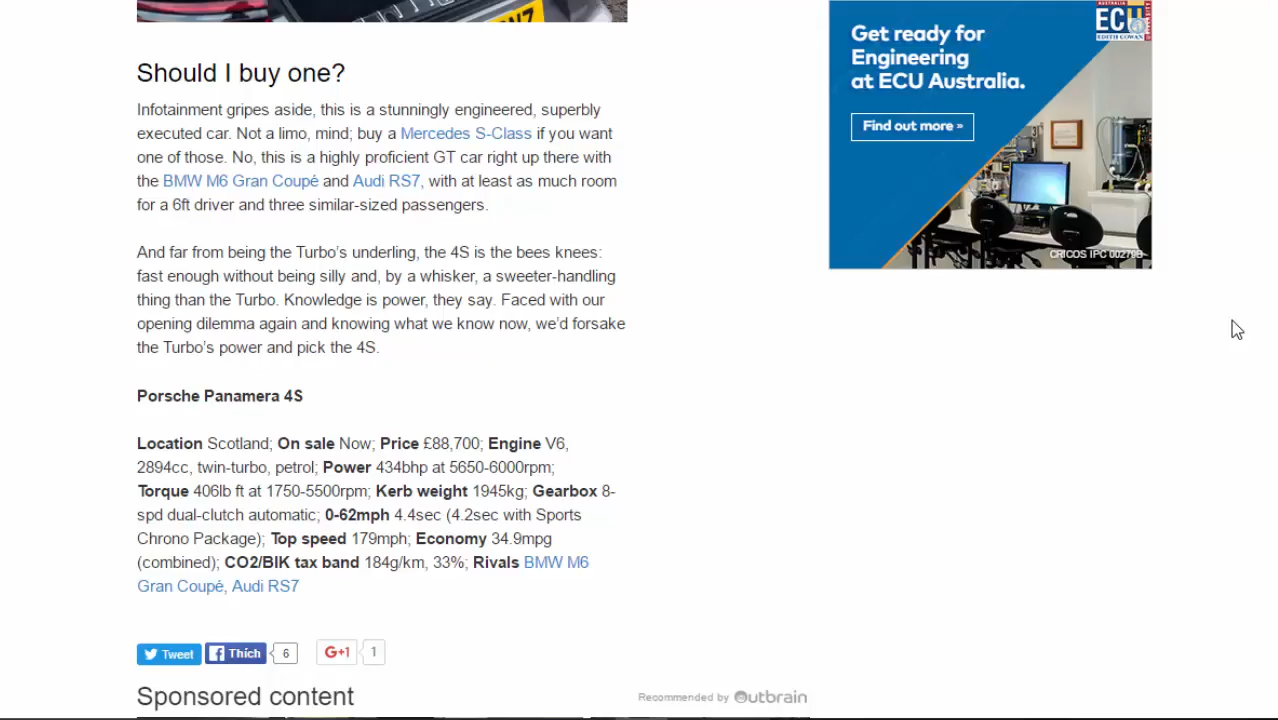 Should I buy one?
Infotainment gripes aside, this is a stunningly engineered, superbly
executed car. Not a limo, mind; buy a Mercedes S-Class if you want
one of those. No, this is a highly proficient GT car right up there with
the BMW M6 Gran Coupé and Audi RS7, with at least as much room
for a 6ft driver and three similar-sized passengers.
And far from being the Turbo’s underling, the 4S is the bees knees:
fast enough without being silly and, by a whisker, a sweeter-handling
thing than the Turbo. Knowledge is power, they say. Faced with our
opening dilemma again and knowing what we know now, we’d forsake
the Turbo’s power and pick the 4S.
Porsche Panamera 4S
Location Scotland; On sale Now; Price £88,700; Engine V6,
2894cc, twin-turbo, petrol; Power 434bhp at 5650-6000rpm;
Torque 406lb ft at 1750-5500rpm; Kerb weight 1945kg; Gearbox 8-
spd dual-clutch automatic; 0-62mph 4.4sec (4.2sec with Sports
Chrono Package); Top speed 179mph; Economy 34.9mpg
(combined); CO2/BIK tax band 184g/km, 33%; Rivals BMW M6
Gran Coupé, Audi RS7
Tweet
Thích
6
G+1
1
Sponsored content
Recommended by Outbrain
AUSTRALIA
ECU
EDITH COWAN
Get ready for
Engineering
at ECU Australia.
Find out more »
CRICOS IPC 00279B